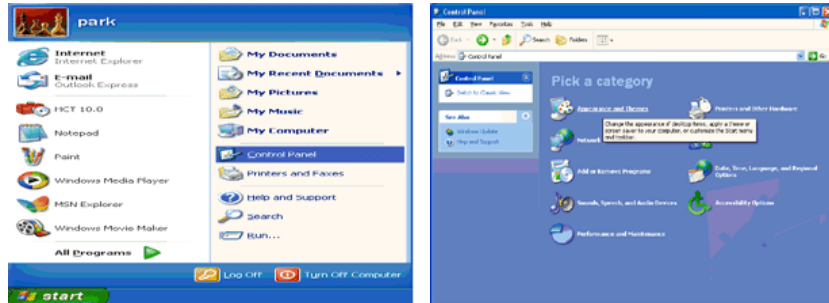 park
Internet
Internet Explorer
E-mail
Outlook Express
HCT 10.0
Notepad
Paint
Windows Media Player
MSN Explorer
Windows Movie Maker
All Programs
My Documents
My Recent Documents
My Pictures
My Music
My Computer
Control Panel
Printers and Faxes
Help and Support
Search
Run...
Log Off
Turn Off Computer
start
Control Panel
File Edit View Favorites Tools Help
Back Search Folders
Address Control Panel Go
Control Panel
Switch to Classic View
See Also
Windows Update
Help and Support
Pick a category
Appearance and Themes
Printers and Other Hardware
Change the appearance of desktop items, apply a theme or
screen saver to your computer, or customize the Start menu
and taskbar.
Network
Add or Remove Programs
Date, Time, Language, and Regional
Options
Sounds, Speech, and Audio Devices
Accessibility Options
Performance and Maintenance